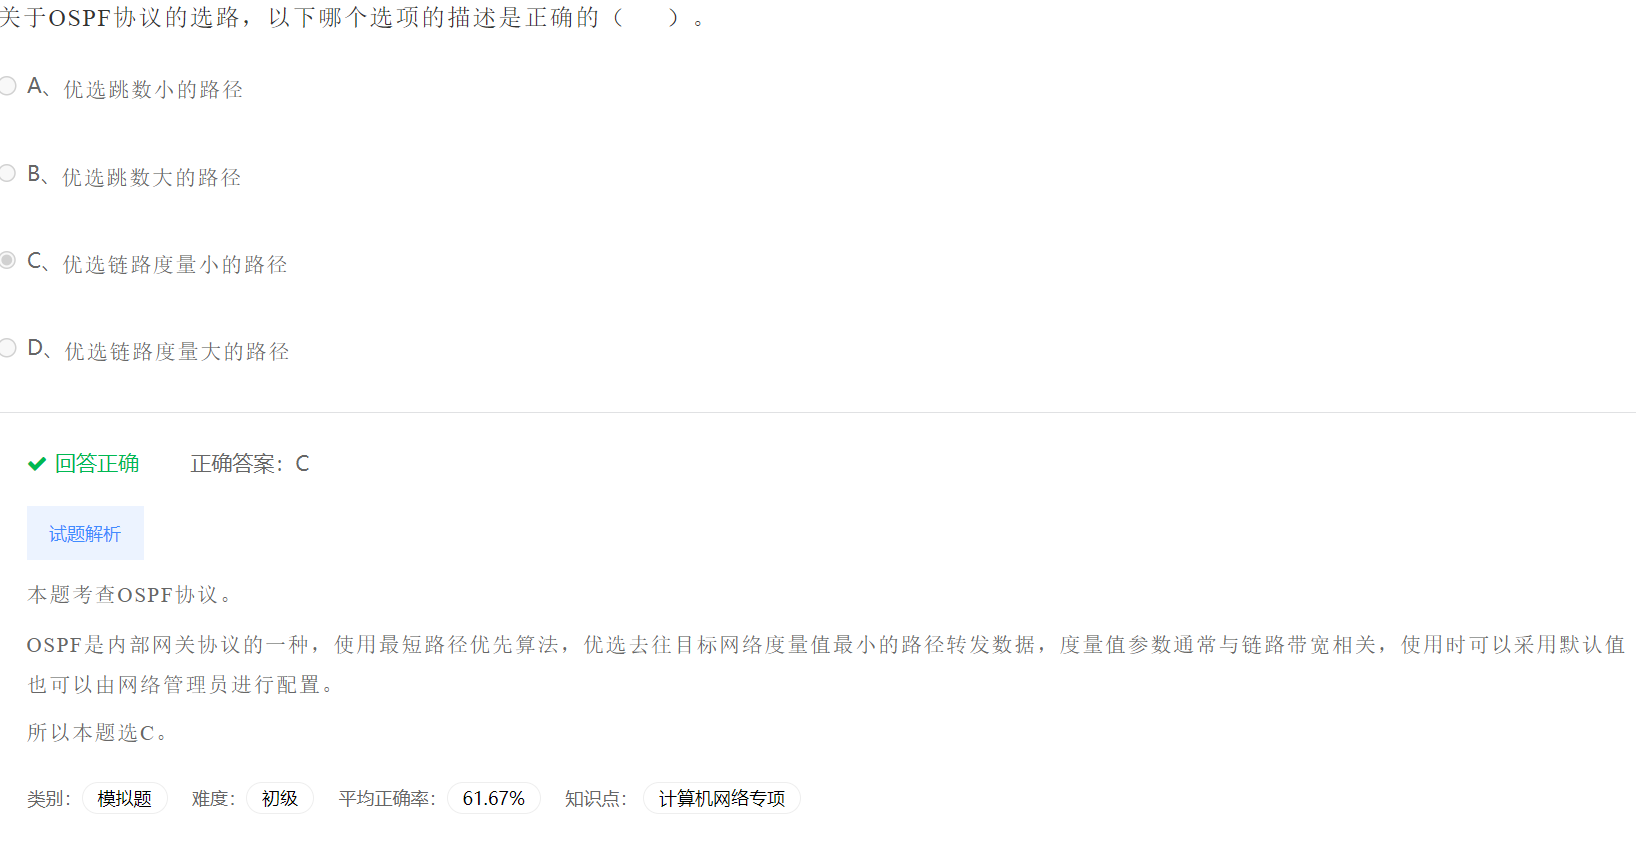 关于OSPF协议的选路，以下哪个选项的描述是正确的（　　）。
A、优选跳数小的路径
B、优选跳数大的路径
C、优选链路度量小的路径
D、优选链路度量大的路径
回答正确 正确答案：C
试题解析
本题考查OSPF协议。
OSPF是内部网关协议的一种，使用最短路径优先算法，优选去往目标网络度量值最小的路径转发数据，度量值参数通常与链路带宽相关，使用时可以采用默认值
也可以由网络管理员进行配置。
所以本题选C。
类别： 模拟题 难度： 初级 平均正确率： 61.67% 知识点： 计算机网络专项